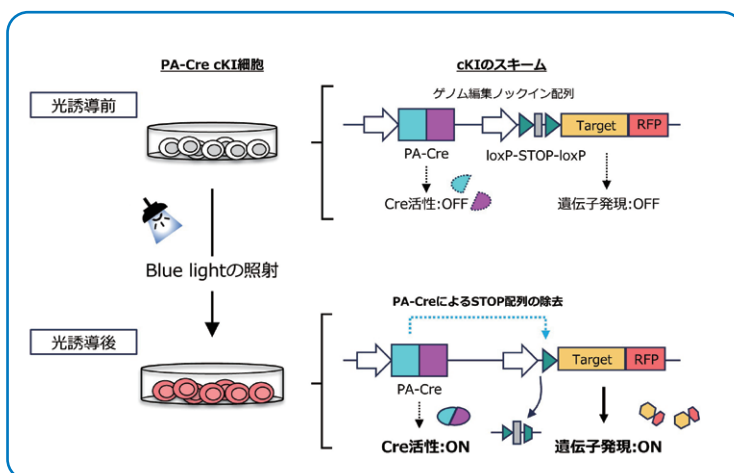 PA-Cre cKI細胞
cKIのスキーム
光誘導前
ゲノム編集ノックイン配列
Target
RFP
PA-Cre
loxP-STOP-loxP
Cre活性:OFF
遺伝子発現:OFF
Blue lightの照射
PA-CreによるSTOP配列の除去
光誘導後
Target
RFP
PA-Cre
Cre活性:ON
遺伝子発現:ON